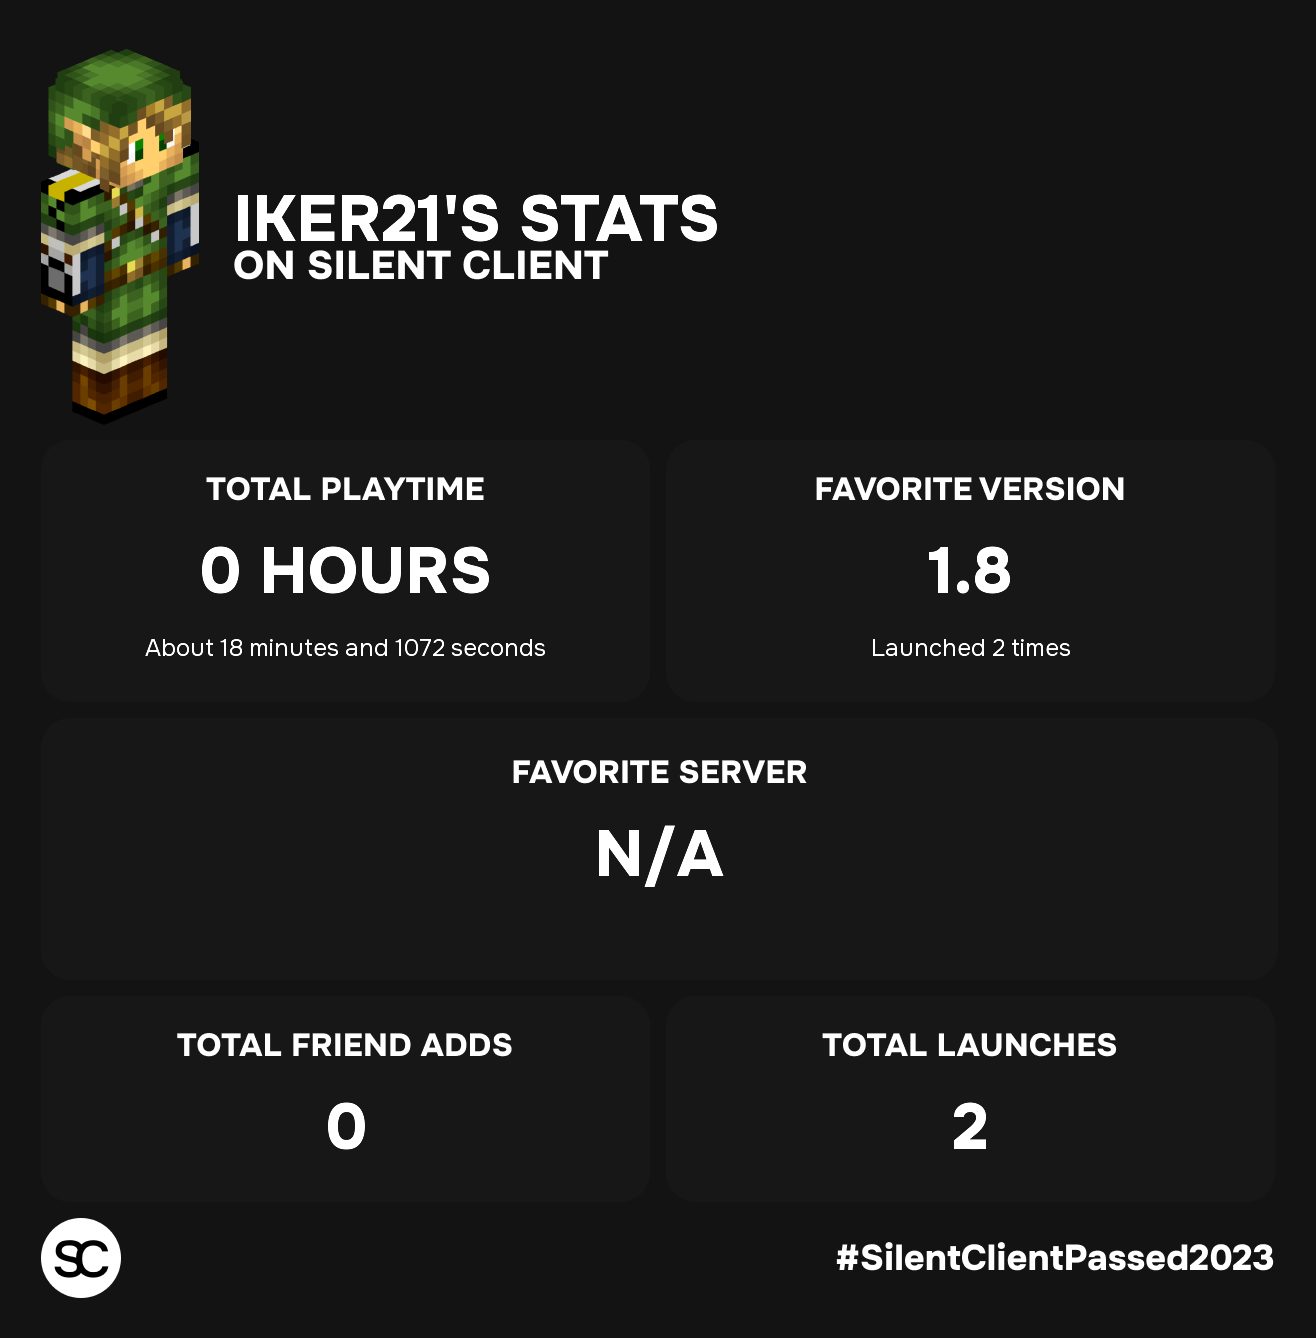 IKER21'S STATS
ON SILENT CLIENT
TOTAL PLAYTIME
0 HOURS
About 18 minutes and 1072 seconds
FAVORITE VERSION
1.8
Launched 2 times
FAVORITE SERVER
N/A
TOTAL FRIEND ADDS
0
TOTAL LAUNCHES
2
SC
#SilentClientPassed2023